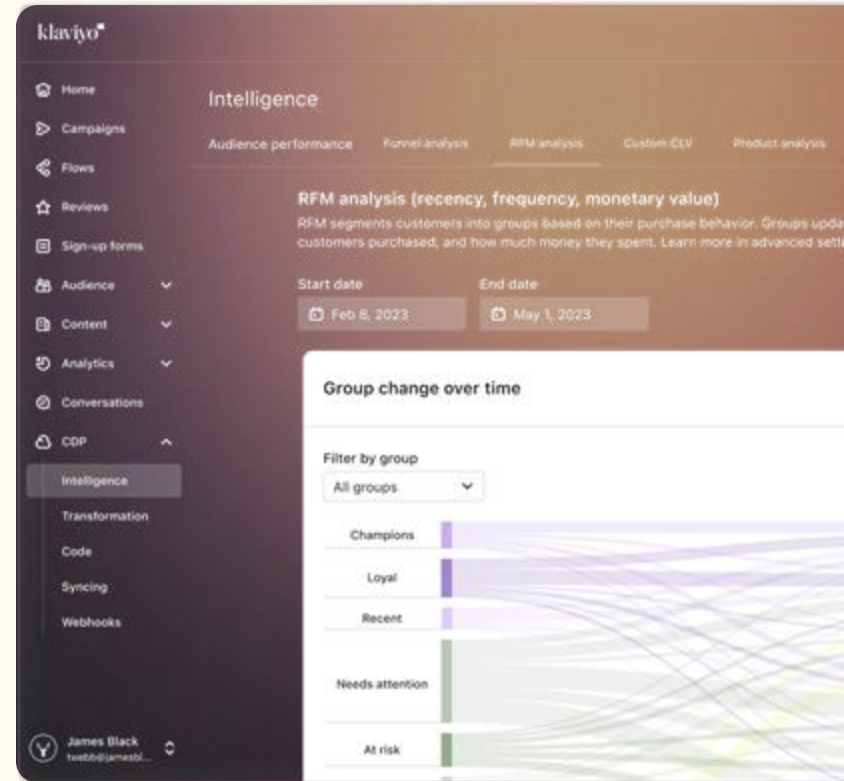 klaviyo
Home
Campaigns
Flows
Reviews
Sign-up forms
Audience
Content
Analytics
Conversations
CDP
Intelligence
Transformation
Code
Syncing
Webhooks
James Black
twebb@jamesbl...
Intelligence
Audience performance
Funnel analysis
RFM analysis
Custom CLV
Product analysis
RFM analysis (recency, frequency, monetary value)
RFM segments customers into groups based on their purchase behavior. Groups upda
customers purchased, and how much money they spent. Learn more in advanced setti
Start date
End date
Feb 8, 2023
May 1, 2023
Group change over time
Filter by group
All groups
Champions
Loyal
Recent
Needs attention
At risk